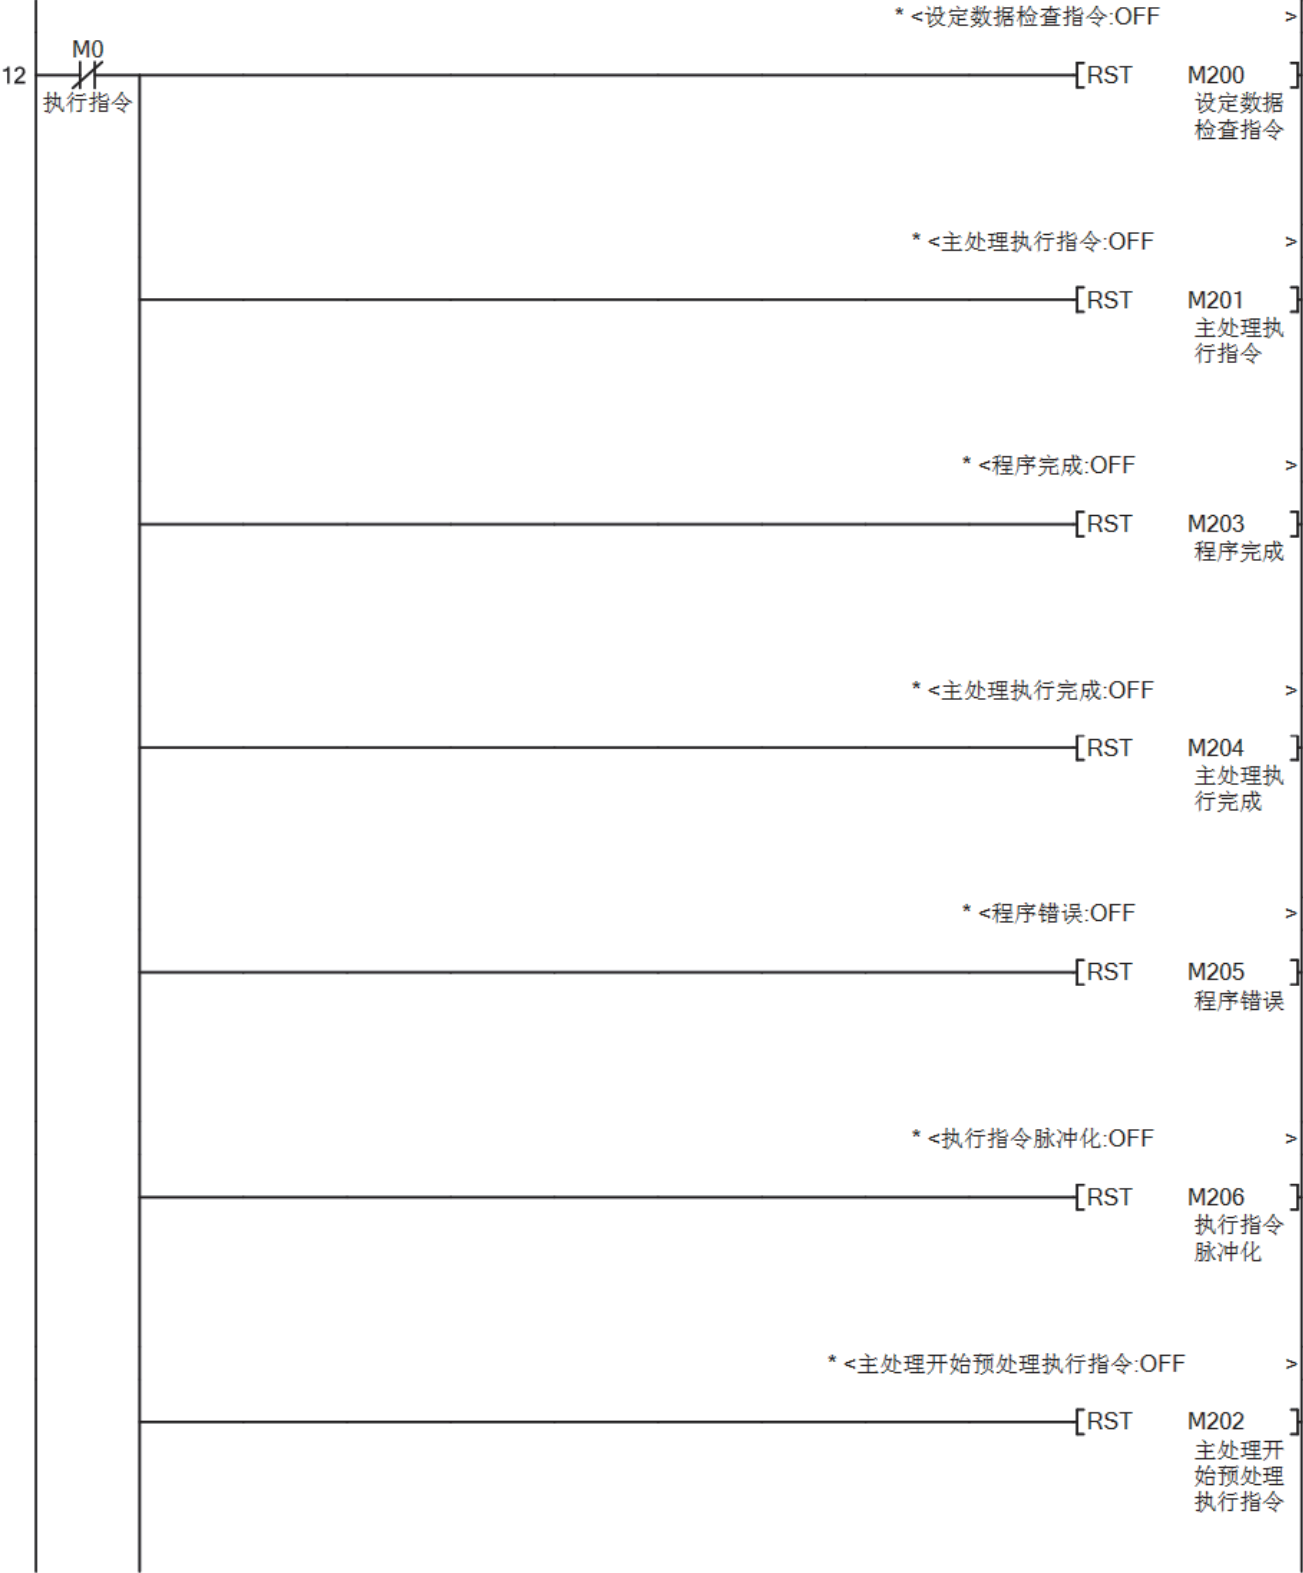 * <设定数据检查指令:OFF >
M0
12
[RST M200 ]
执行指令
设定数据
检查指令
* <主处理执行指令:OFF >
[RST M201 ]
主处理执
行指令
* <程序完成:OFF >
[RST M203 ]
程序完成
* <主处理执行完成:OFF >
[RST M204 ]
主处理执
行完成
* <程序错误:OFF >
[RST M205 ]
程序错误
* <执行指令脉冲化:OFF >
[RST M206 ]
执行指令
脉冲化
* <主处理开始预处理执行指令:OFF >
[RST M202 ]
主处理开
始预处理
执行指令